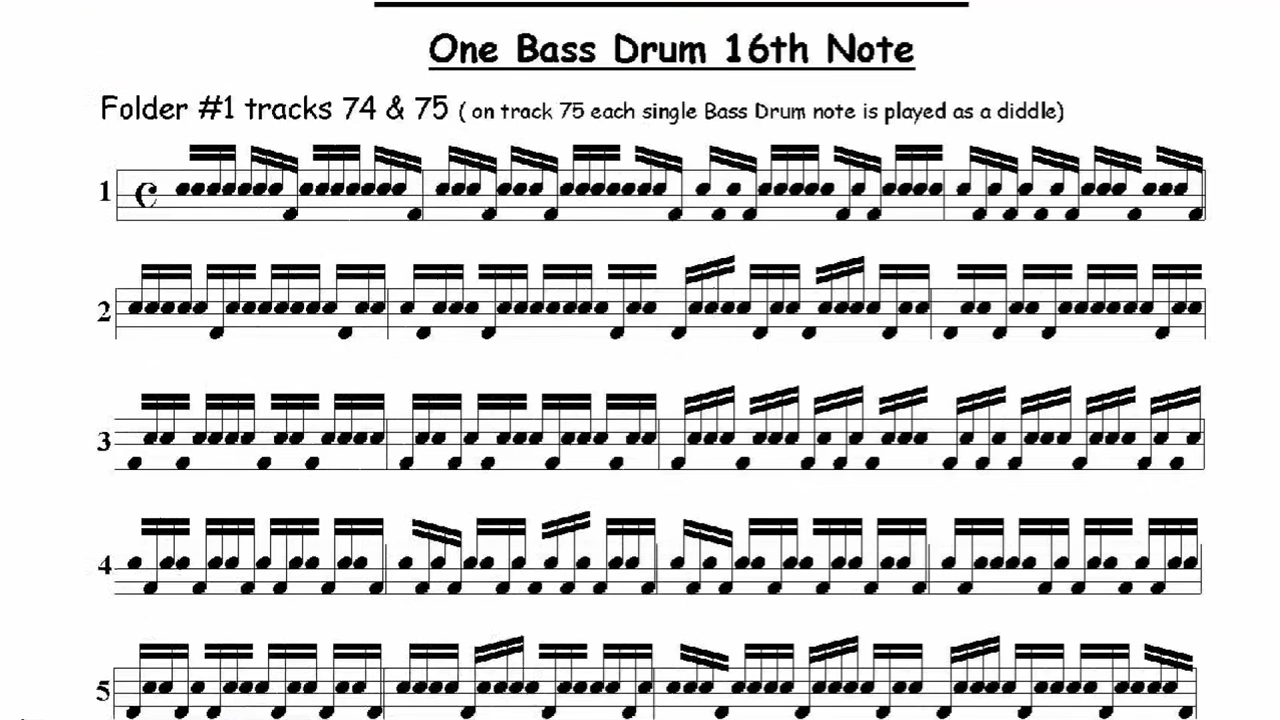 One Bass Drum 16th Note
Folder #1 tracks 74 & 75 ( on track 75 each single Bass Drum note is played as a diddle)
1
2
3
4
5